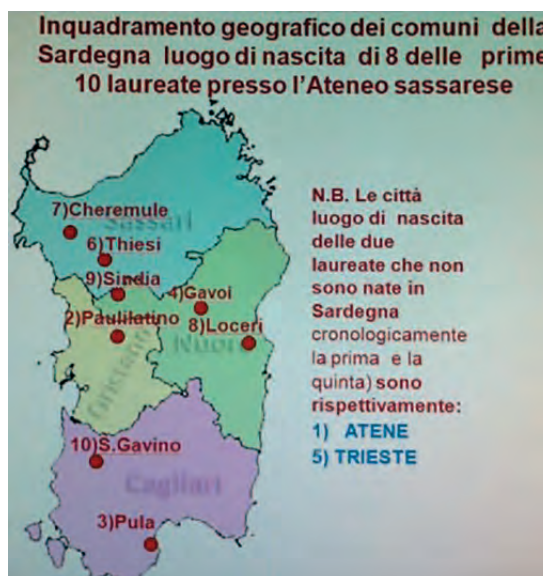 Inquadramento geografico dei comuni della
Sardegna luogo di nascita di 8 delle prime
10 laureate presso l'Ateneo sassarese
7)Cheremule
Sassari
6)Thiesi
9)Sindia
4)Gavoi
2)Paulilatino
8)Loceri
Nuoro
Oristano
10)S.Gavino
Cagliari
3)Pula
N.B. Le città
luogo di nascita
delle due
laureate che non
sono nate in
Sardegna
cronologicamente
la prima e la
quinta) sono
rispettivamente:
1) ATENE
5) TRIESTE